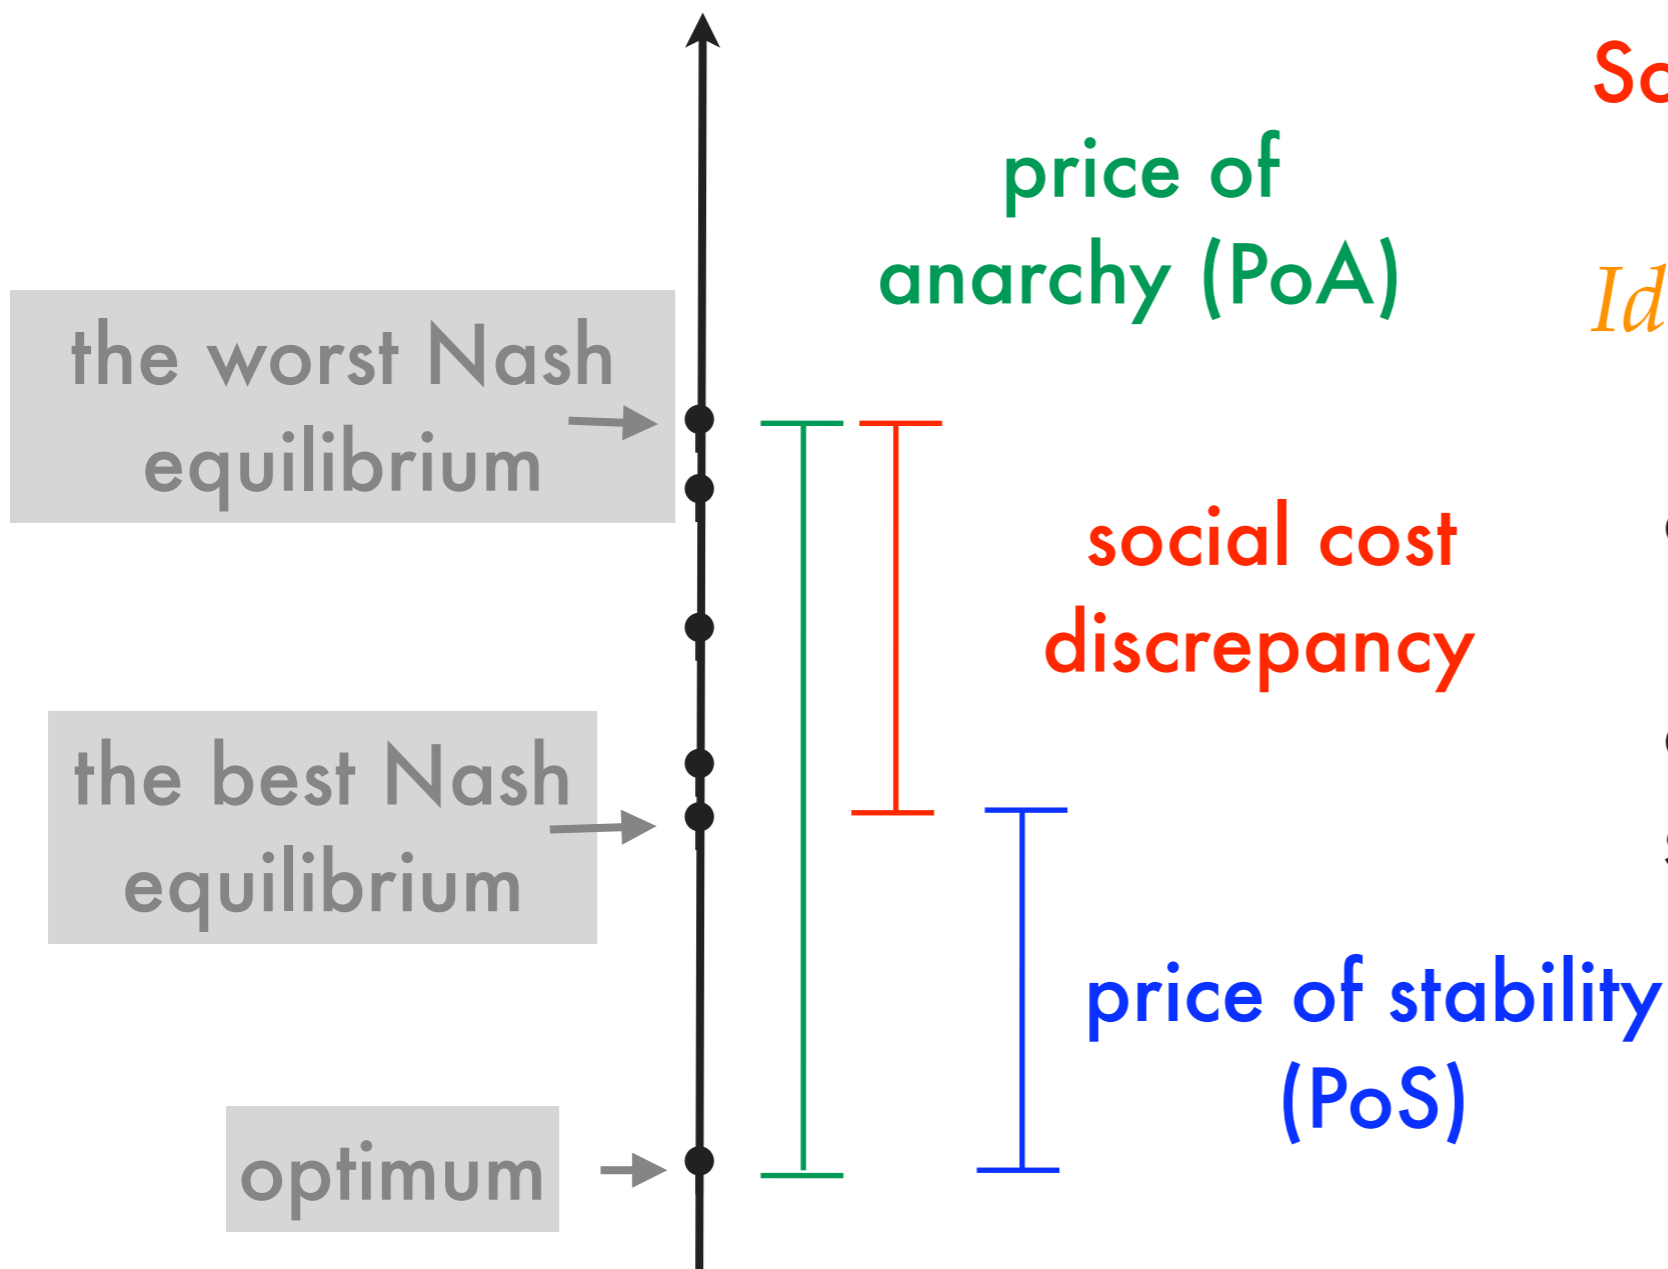 price of
anarchy (PoA)
the worst Nash
equilibrium
social cost
discrepancy
the best Nash
equilibrium
price of stability
(PoS)
optimum